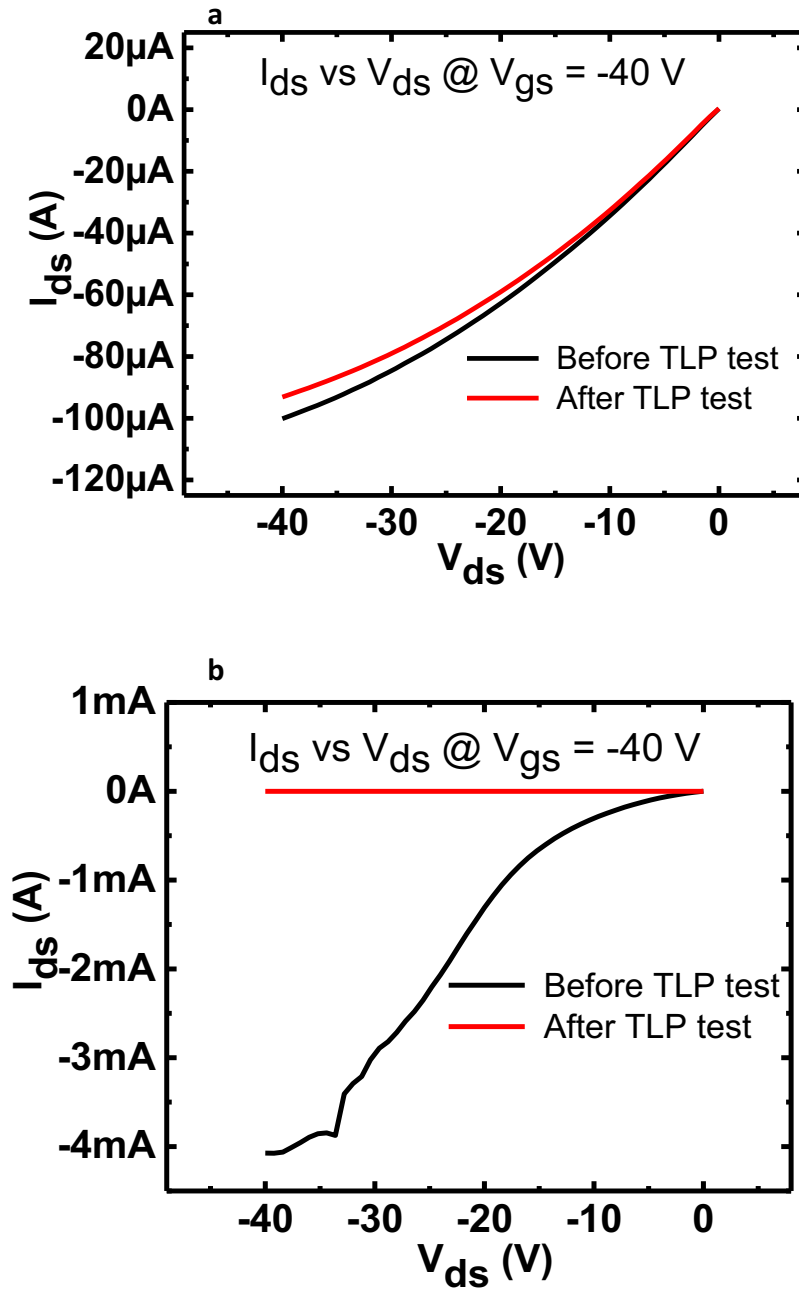 a
20µA
0A
-20µA
-40µA
-60µA
-80µA
-100µA
-120µA
Ids (A)
Ids vs Vds @ Vgs = -40 V
Before TLP test
After TLP test
-40 -30 -20 -10 0
Vds (V)
b
1mA
0A
-1mA
-2mA
-3mA
-4mA
Ids (A)
Ids vs Vds @ Vgs = -40 V
Before TLP test
After TLP test
-40 -30 -20 -10 0
Vds (V)